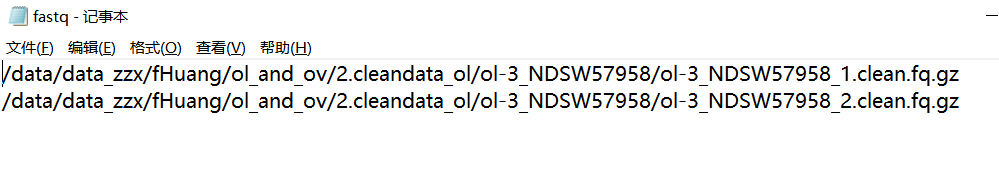 fastq - 记事本
文件(F) 编辑(E) 格式(O) 查看(V) 帮助(H)
/data/data_zzx/fHuang/ol_and_ov/2.cleandata_ol/ol-3_NDSW57958/ol-3_NDSW57958_1.clean.fq.gz
/data/data_zzx/fHuang/ol_and_ov/2.cleandata_ol/ol-3_NDSW57958/ol-3_NDSW57958_2.clean.fq.gz